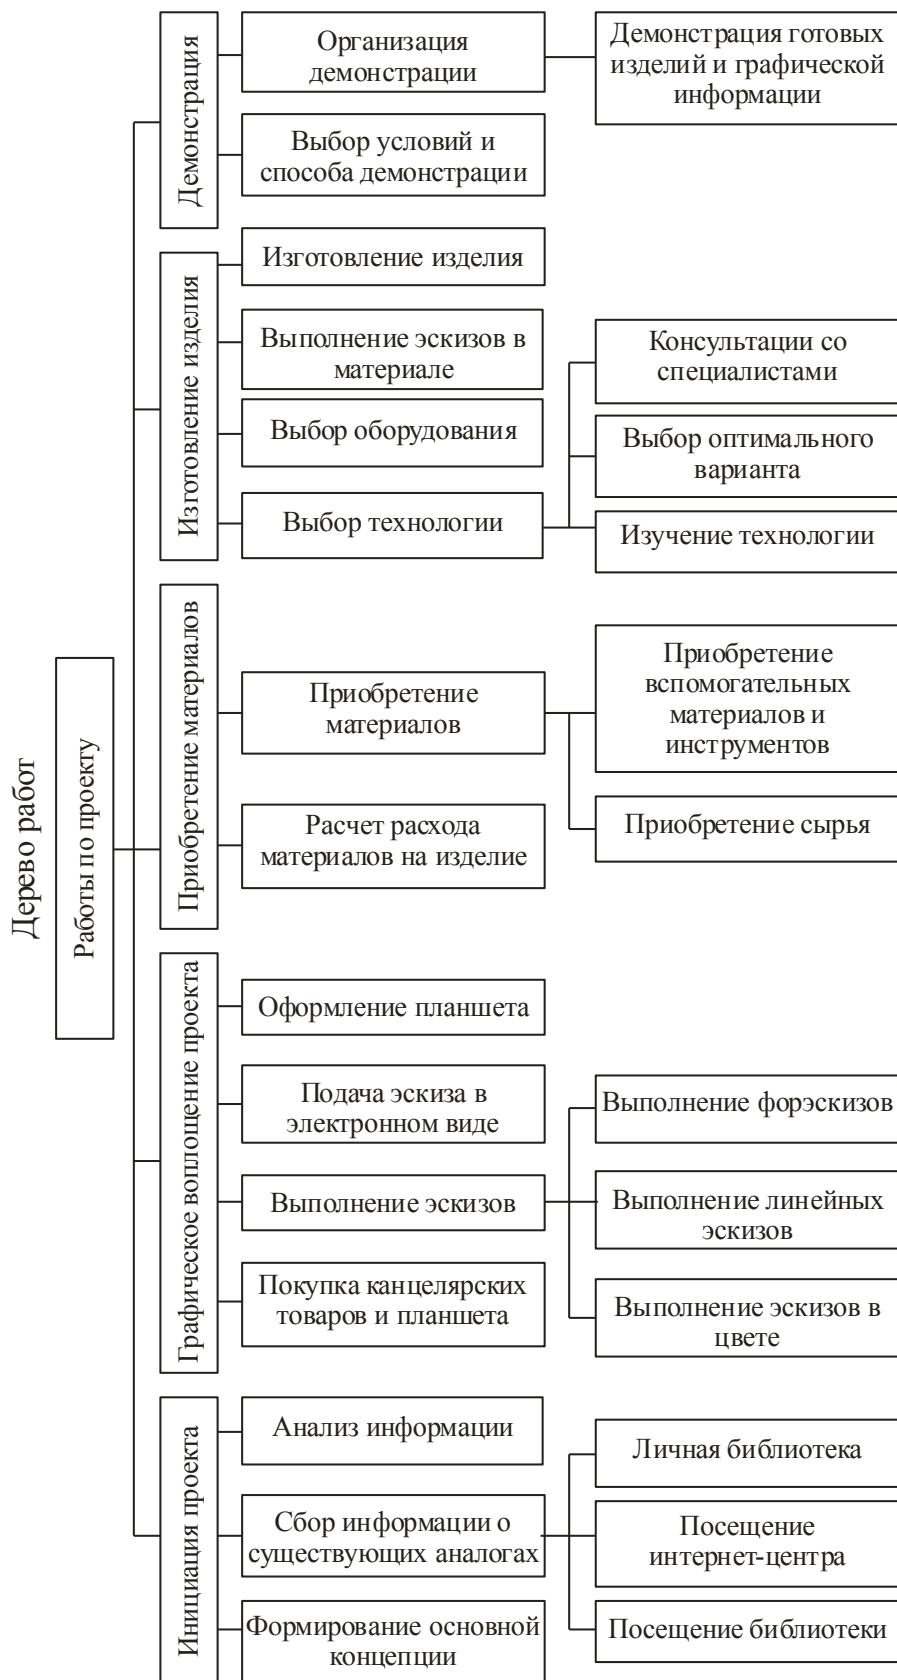 Дерево работ
Работы по проекту
Демонстрация
Организация
демонстрации
Демонстрация готовых
изделий и графической
информации
Выбор условий и
способа демонстрации
Изготовление изделия
Изготовление изделия
Выполнение эскизов в
материале
Выбор оборудования
Выбор технологии
Консультации со
специалистами
Выбор оптимального
варианта
Изучение технологии
Приобретение материалов
Приобретение
материалов
Приобретение
вспомогательных
материалов и
инструментов
Приобретение сырья
Расчет расхода
материалов на изделие
Графическое воплощение проекта
Оформление планшета
Подача эскиза в
электронном виде
Выполнение эскизов
Выполнение форэскизов
Выполнение линейных
эскизов
Выполнение эскизов в
цвете
Покупка канцелярских
товаров и планшета
Инициация проекта
Анализ информации
Сбор информации о
существующих аналогах
Личная библиотека
Посещение
интернет-центра
Посещение библиотеки
Формирование основной
концепции